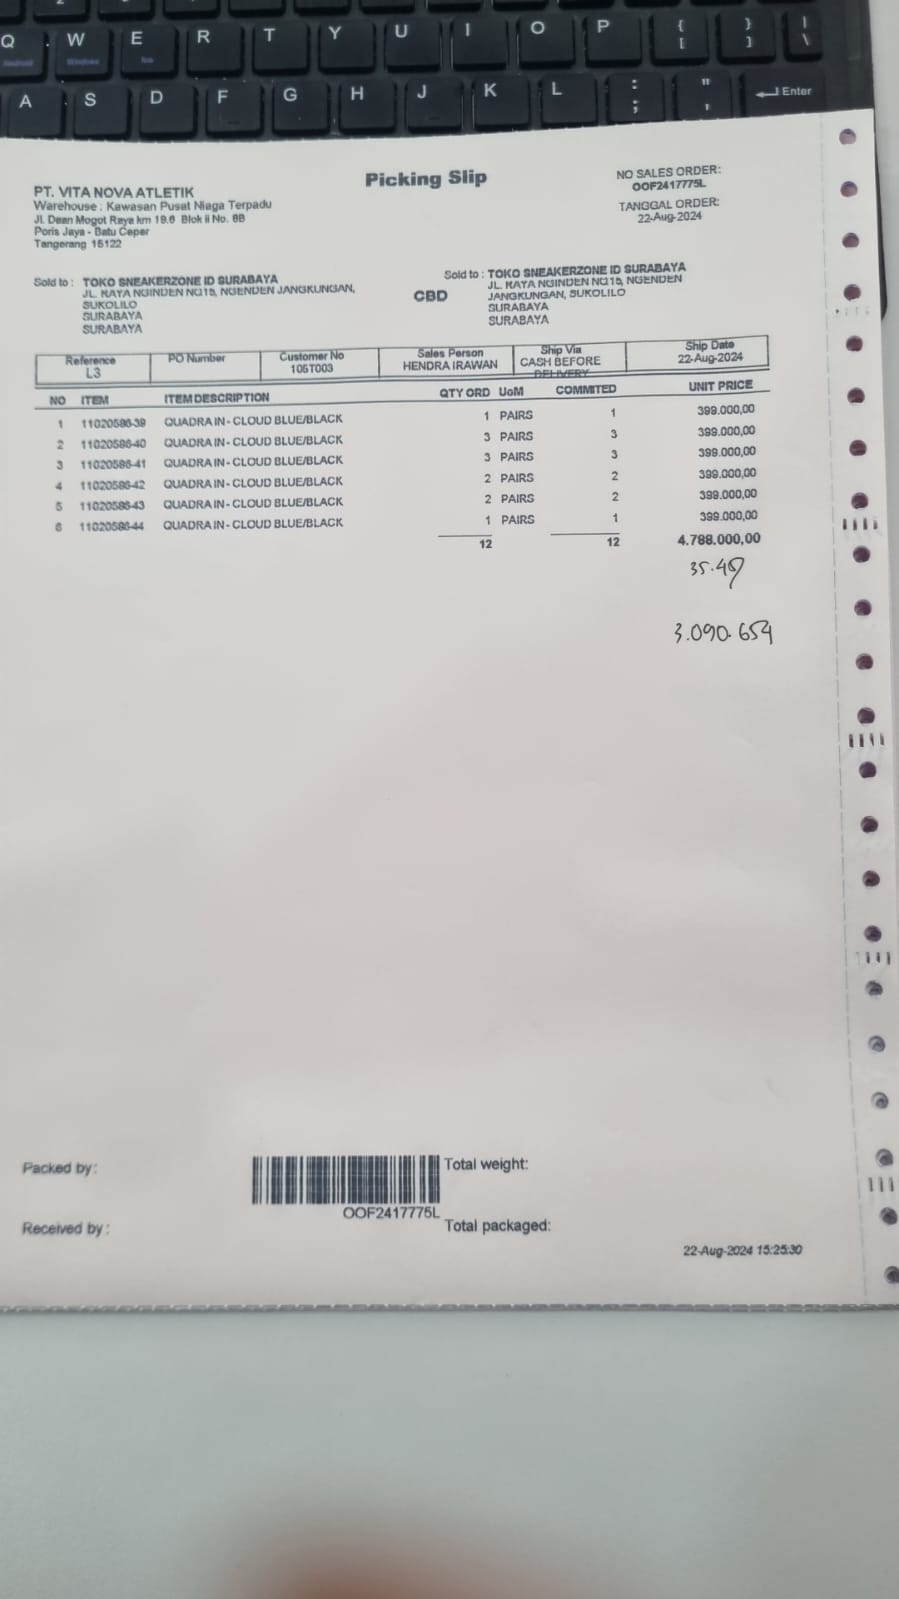 Q W E R T Y U I O P { [ } ] | \
Android Windows
A S D F G H J K L : ; " ' Enter
Picking Slip
PT. VITA NOVA ATLETIK
Warehouse : Kawasan Pusat Niaga Terpadu
Jl. Daan Mogot Raya km 19.6 Blok ii No. 8B
Poris Jaya - Batu Ceper
Tangerang 15122
NO SALES ORDER:
OOF2417775L
TANGGAL ORDER:
22-Aug-2024
Sold to : TOKO SNEAKERZONE ID SURABAYA
JL. RAYA NGINDEN NO15, NGENDEN JANGKUNGAN,
SUKOLILO
SURABAYA
SURABAYA
CBD
Sold to : TOKO SNEAKERZONE ID SURABAYA
JL. RAYA NGINDEN NO15, NGENDEN
JANGKUNGAN, SUKOLILO
SURABAYA
SURABAYA
Reference PO Number Customer No Sales Person Ship Via Ship Date
L3 105T003 HENDRA IRAWAN CASH BEFORE DELIVERY 22-Aug-2024
NO ITEM ITEM DESCRIPTION QTY ORD UoM COMMITED UNIT PRICE
1 11020586-39 QUADRA IN - CLOUD BLUE/BLACK 1 PAIRS 1 399.000,00
2 11020586-40 QUADRA IN - CLOUD BLUE/BLACK 3 PAIRS 3 399.000,00
3 11020586-41 QUADRA IN - CLOUD BLUE/BLACK 3 PAIRS 3 399.000,00
4 11020586-42 QUADRA IN - CLOUD BLUE/BLACK 2 PAIRS 2 399.000,00
5 11020586-43 QUADRA IN - CLOUD BLUE/BLACK 2 PAIRS 2 399.000,00
6 11020586-44 QUADRA IN - CLOUD BLUE/BLACK 1 PAIRS 1 399.000,00
12 12 4.788.000,00
3.090.654
Packed by:
Total weight:
OOF2417775L
Received by :
Total packaged:
22-Aug-2024 15:25:30